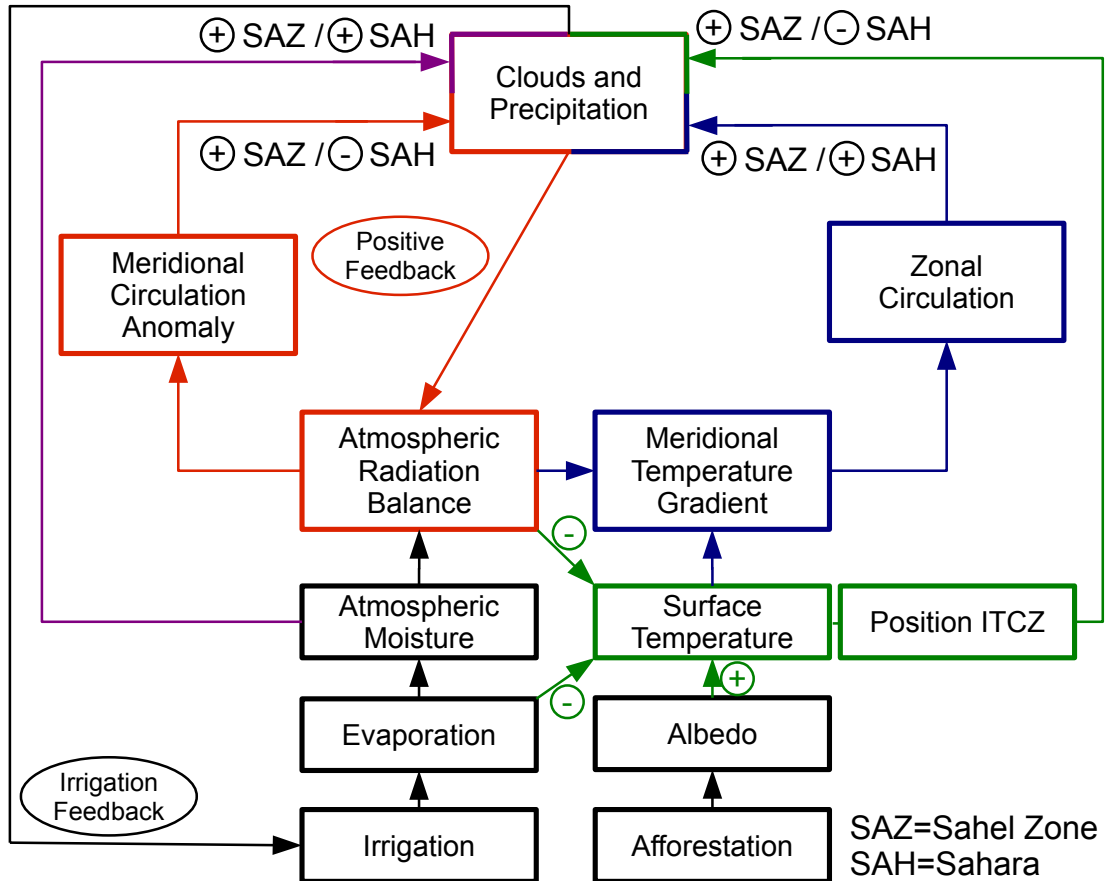 ⊕ SAZ / ⊕ SAH
⊕ SAZ / ⊖ SAH
Clouds and
Precipitation
⊕ SAZ / ⊖ SAH
⊕ SAZ / ⊕ SAH
Positive
Feedback
Meridional
Circulation
Anomaly
Zonal
Circulation
Atmospheric
Radiation
Balance
Meridional
Temperature
Gradient
⊖
Atmospheric
Moisture
Surface
Temperature
Position ITCZ
⊖
⊕
Evaporation
Albedo
Irrigation
Feedback
Irrigation
Afforestation
SAZ=Sahel Zone
SAH=Sahara